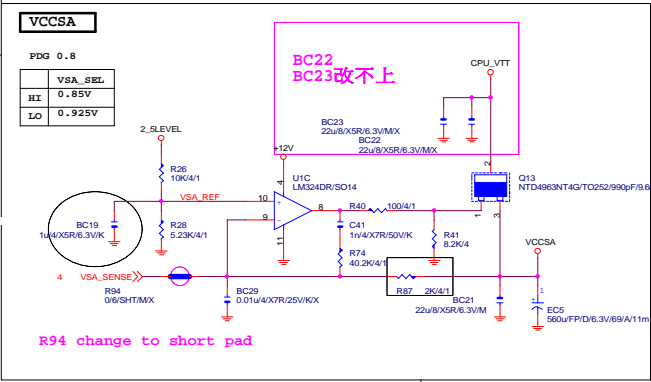 VCCSA
PDG 0.8
VSA_SEL
HI 0.85V
LO 0.925V
BC22
BC23改不上
CPU_VTT
BC23
22u/8/X5R/6.3V/M/X
BC22
22u/8/X5R/6.3V/M/X
2_5LEVEL
+12V
2
R26
10K/4/1
U1C
LM324DR/SO14
4
Q13
NTD4963NT4G/TO252/990pF/9.6
VSA_REF
10
+
9
-
8
11
R40
100/4/1
1
3
BC19
1u/4/X5R/6.3V/K
R28
5.23K/4/1
C41
1n/4/X7R/50V/K
R41
8.2K/4
R74
40.2K/4/1
VCCSA
4
VSA_SENSE
R94
0/6/SHT/M/X
BC29
0.01u/4/X7R/25V/K/X
R87
2K/4/1
BC21
22u/8/X5R/6.3V/M
1
+
EC5
560u/FP/D/6.3V/69/A/11m
R94 change to short pad